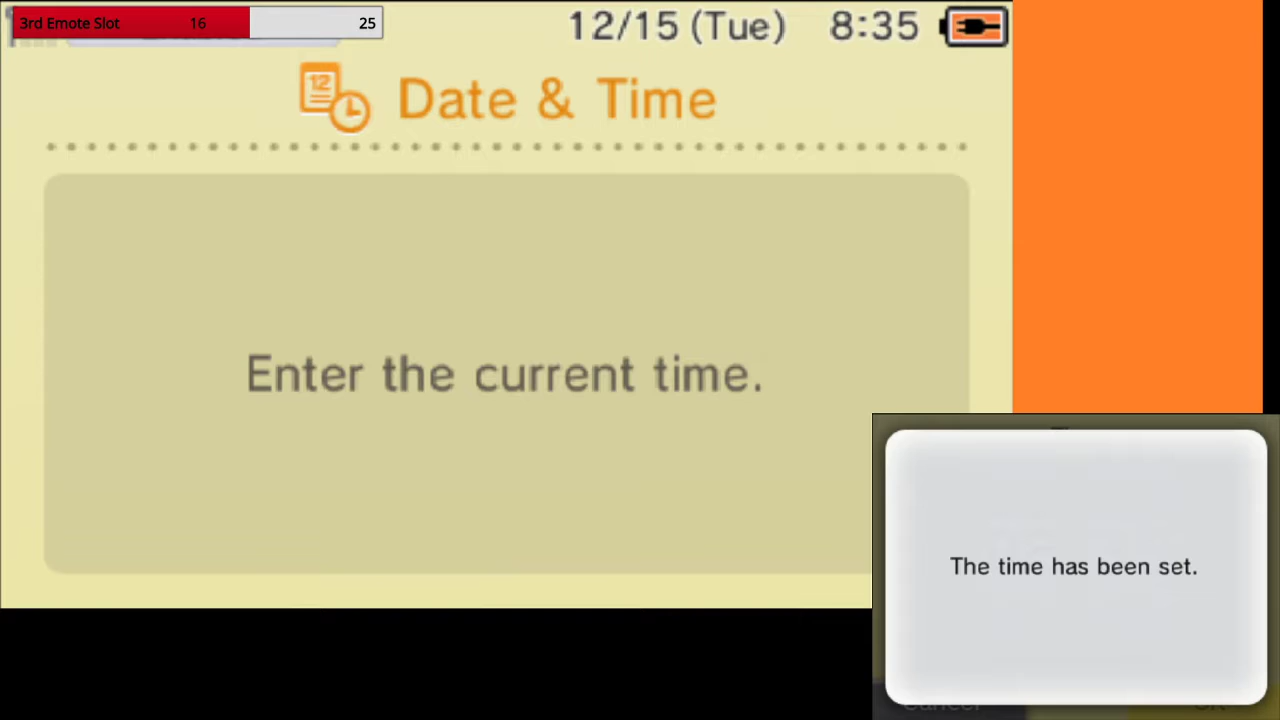 3rd Emote Slot 16 25
12/15 (Tue) 8:35
12
Date & Time
Enter the current time.
The time has been set.